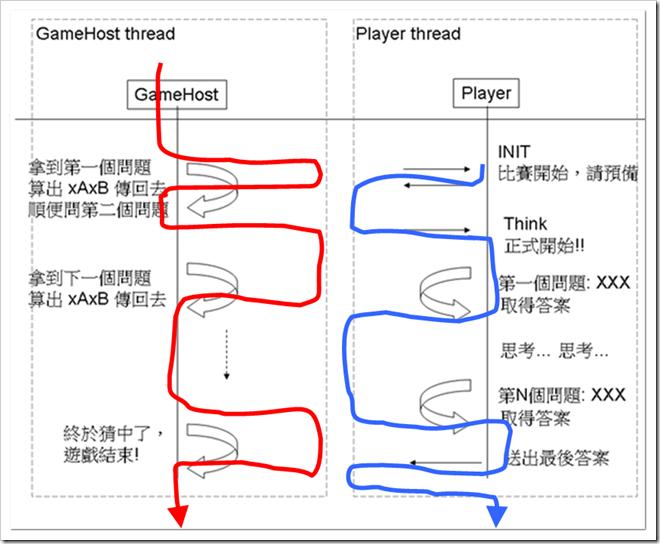 GameHost thread
GameHost
拿到第一個問題
算出 xAxB 傳回去
順便問第二個問題
拿到下一個問題
算出 xAxB 傳回去
終於猜中了，
遊戲結束!
Player thread
Player
INIT
比賽開始，請預備
Think
正式開始!!
第一個問題: XXX
取得答案
思考... 思考...
第N個問題: XXX
取得答案
送出最後答案